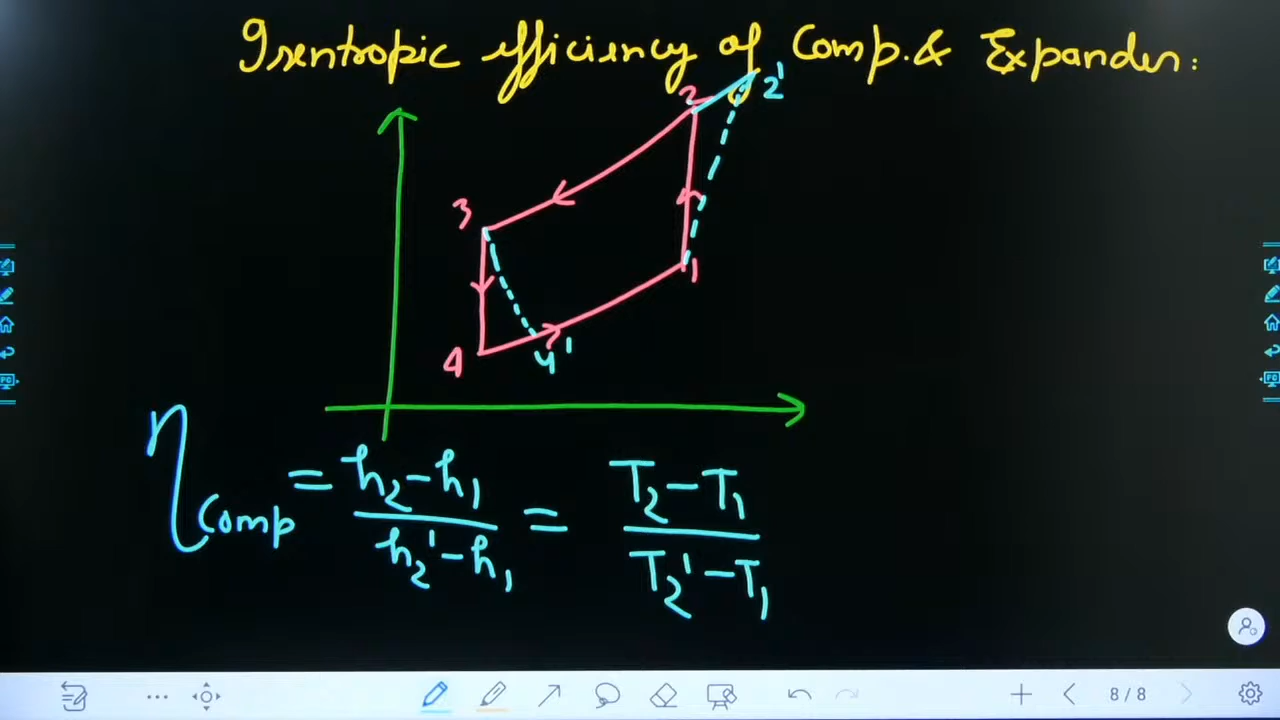 Isentropic efficiency of Comp. & Expander:
2 2'
3
1
4 4'
η_Comp = (h₂ - h₁) / (h₂' - h₁) = (T₂ - T₁) / (T₂' - T₁)
8 / 8